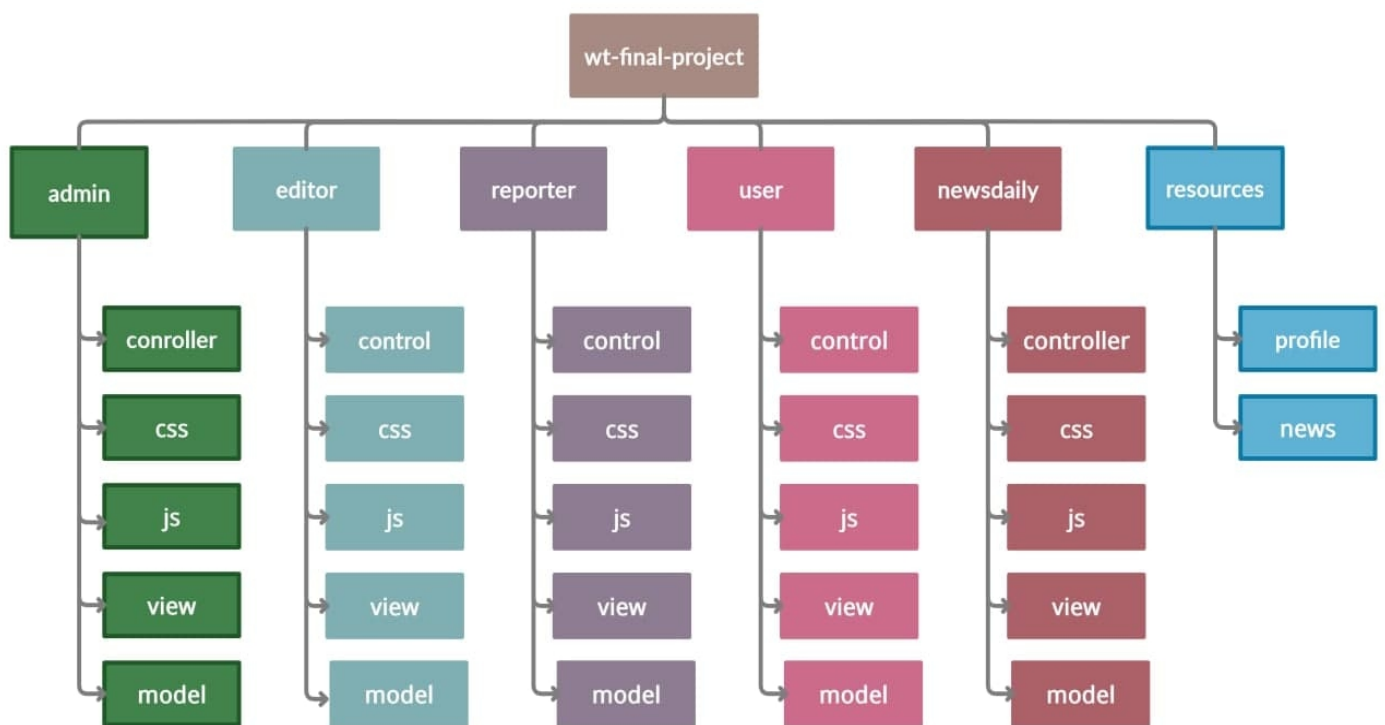 wt-final-project
admin
editor
reporter
user
newsdaily
resources
conroller
control
control
control
controller
profile
css
css
css
css
css
news
js
js
js
js
js
view
view
view
view
view
model
model
model
model
model